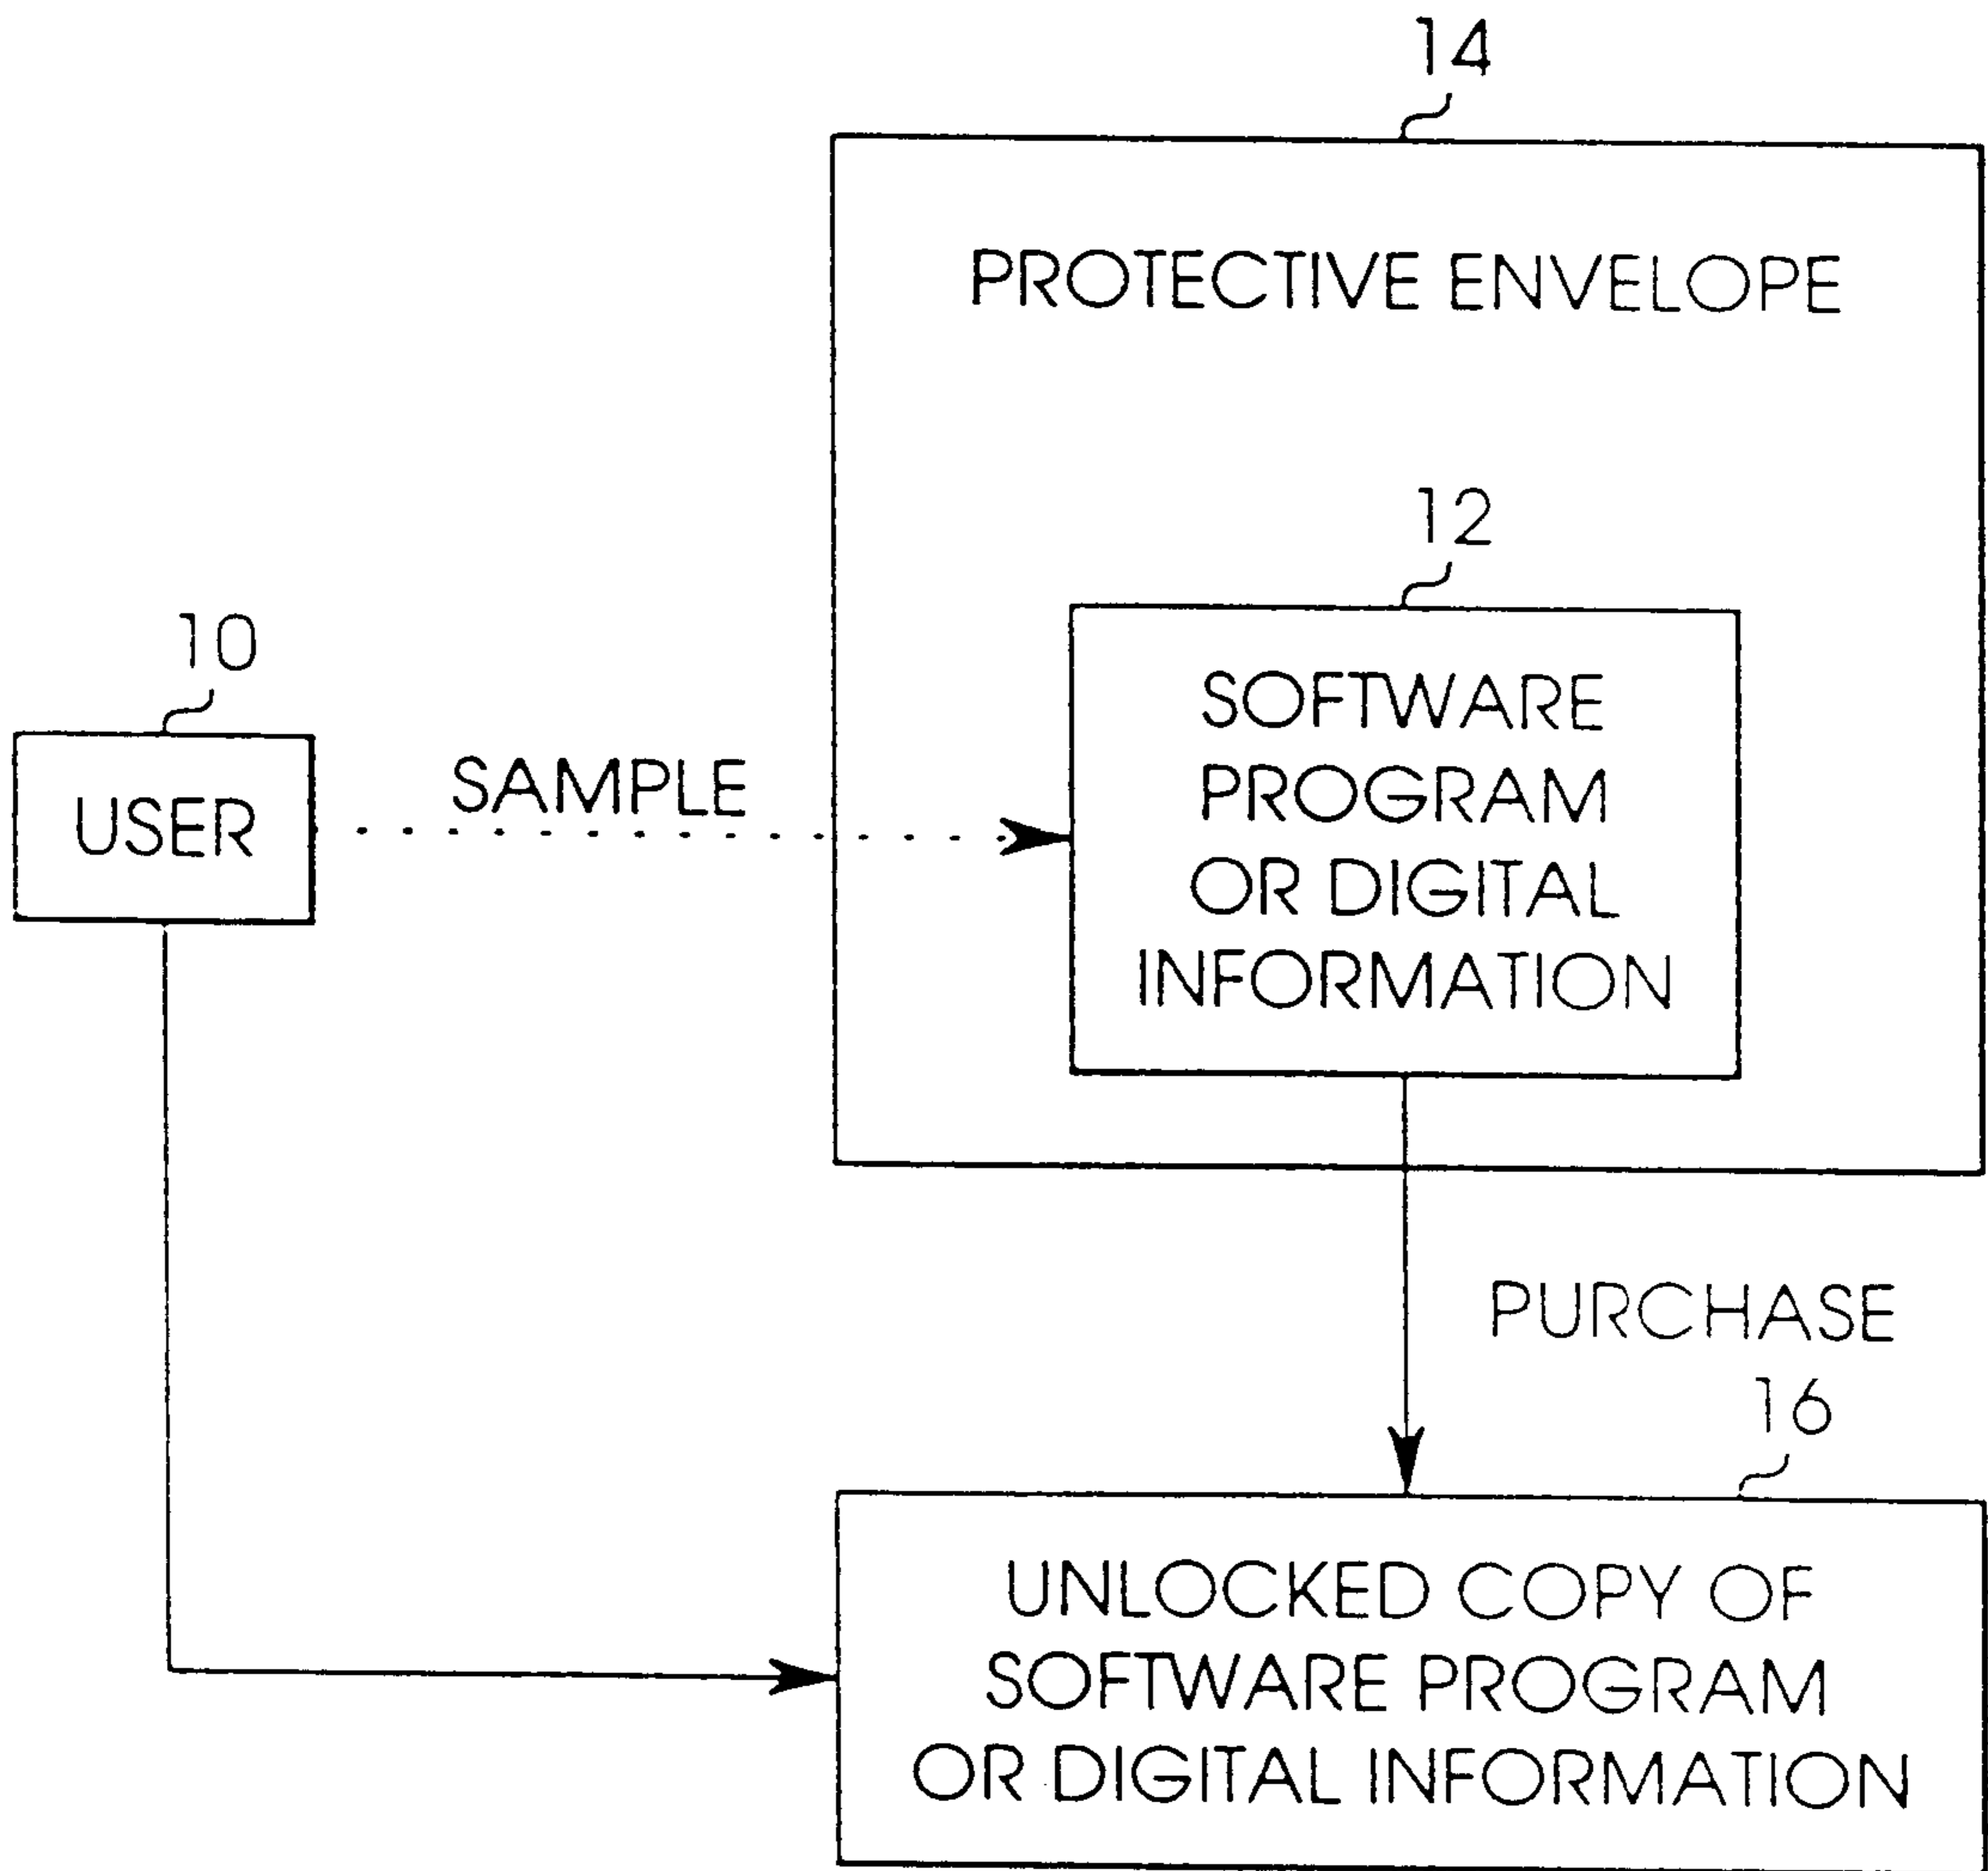 14
PROTECTIVE ENVELOPE
12
10
SOFTWARE
PROGRAM
OR DIGITAL
INFORMATION
SAMPLE
USER
PURCHASE
16
UNLOCKED COPY OF
SOFTWARE PROGRAM
OR DIGITAL INFORMATION